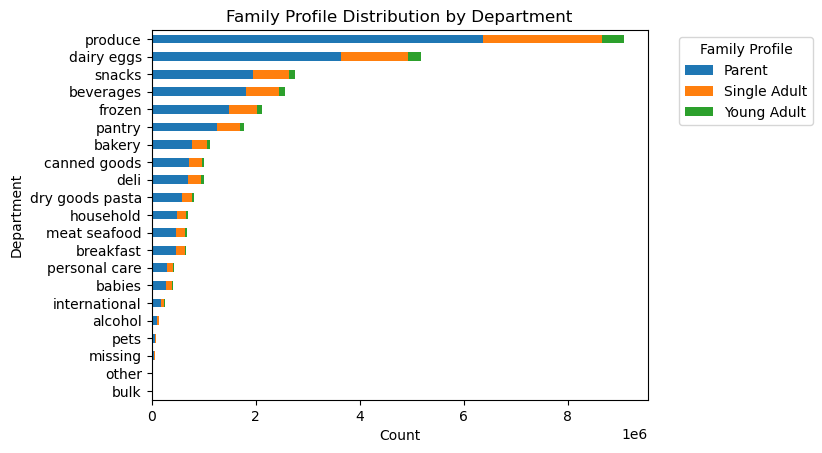 Family Profile Distribution by Department
produce
dairy eggs
snacks
beverages
frozen
pantry
bakery
canned goods
deli
dry goods pasta
household
meat seafood
breakfast
personal care
babies
international
alcohol
pets
missing
other
bulk
Department
0 2 4 6 8
1e6
Count
Family Profile
Parent
Single Adult
Young Adult